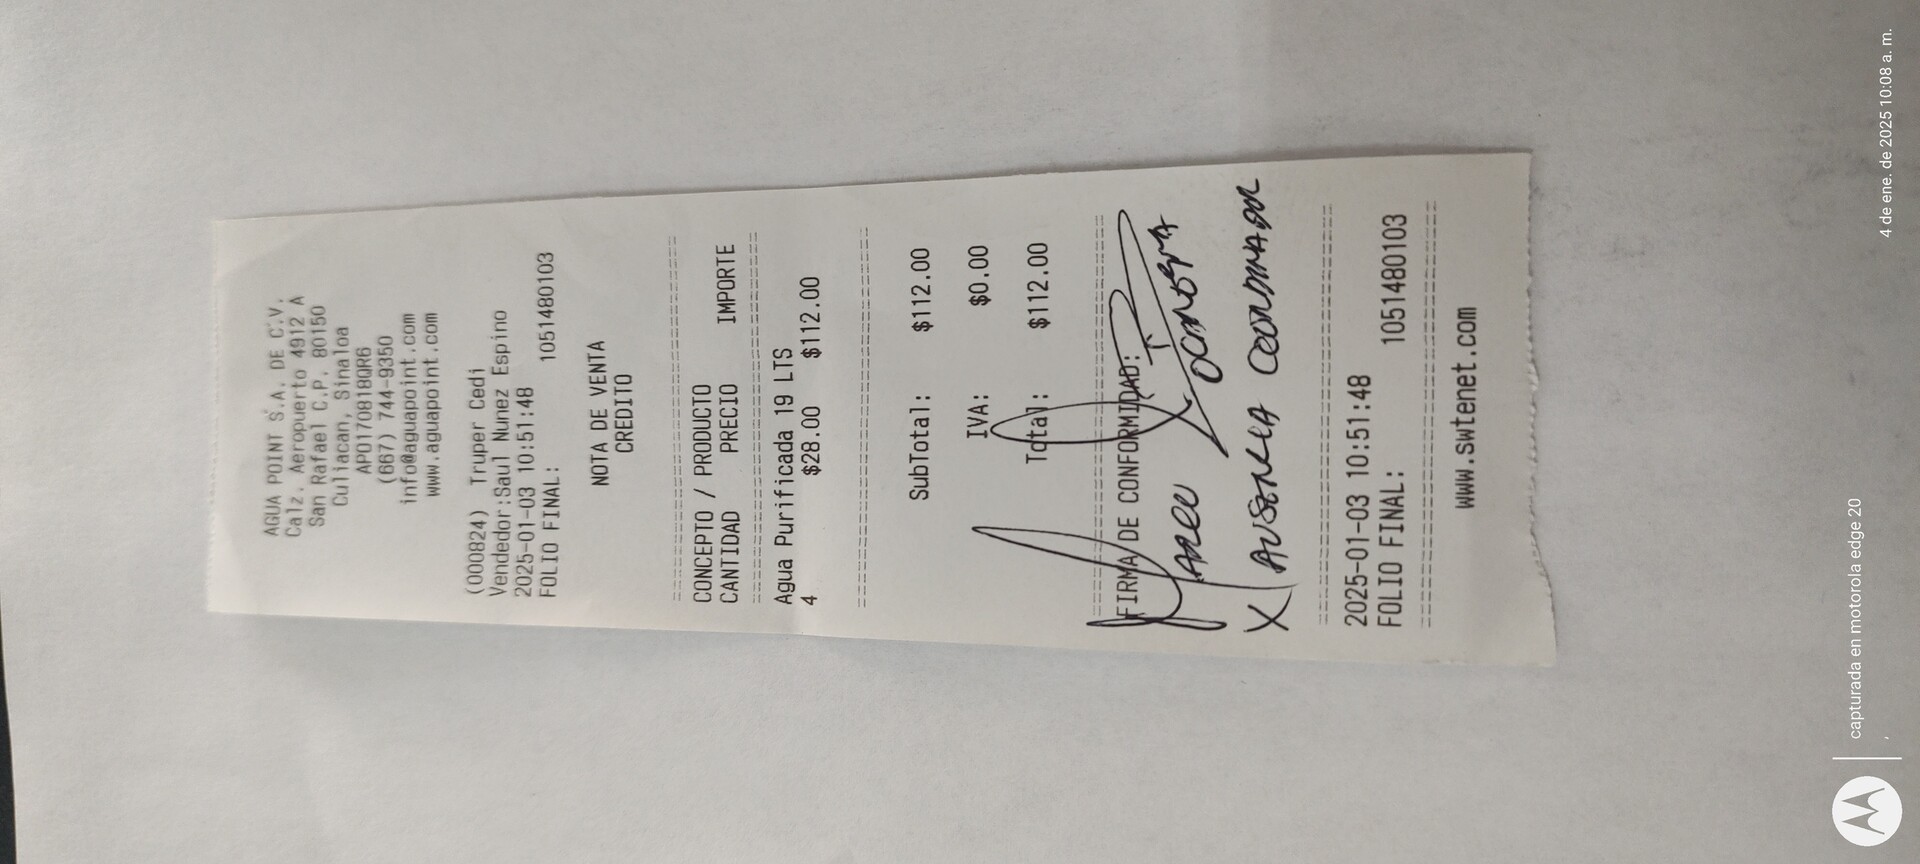 AGUA POINT S.A. DE C.V.
Calz. Aeropuerto 4912 A
San Rafael C.P. 80150
Culiacan, Sinaloa
APO170818QR6
(667) 744-9350
info@aguapoint.com
www.aguapoint.com
(000824) Truper Cedi
Vendedor:Saul Nunez Espino
2025-01-03 10:51:48
FOLIO FINAL: 1051480103
NOTA DE VENTA
CREDITO
CONCEPTO / PRODUCTO
CANTIDAD PRECIO IMPORTE
Agua Purificada 19 LTS
4 $28.00 $112.00
SubTotal: $112.00
IVA: $0.00
Total: $112.00
FIRMA DE CONFORMIDAD:
Marco
X AUSENCIA COORDINADOR
2025-01-03 10:51:48
FOLIO FINAL: 1051480103
www.swtenet.com
capturada en motorola edge 20
,
4 de ene. de 2025 10:08 a. m.